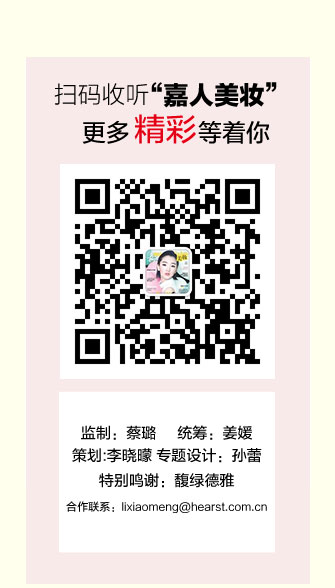 扫码收听“嘉人美妆”
更多 精彩 等着你
监制：蔡璐 统筹：姜媛
策划:李晓曚 专题设计：孙蕾
特别鸣谢：馥绿德雅
合作联系：lixiaomeng@hearst.com.cn